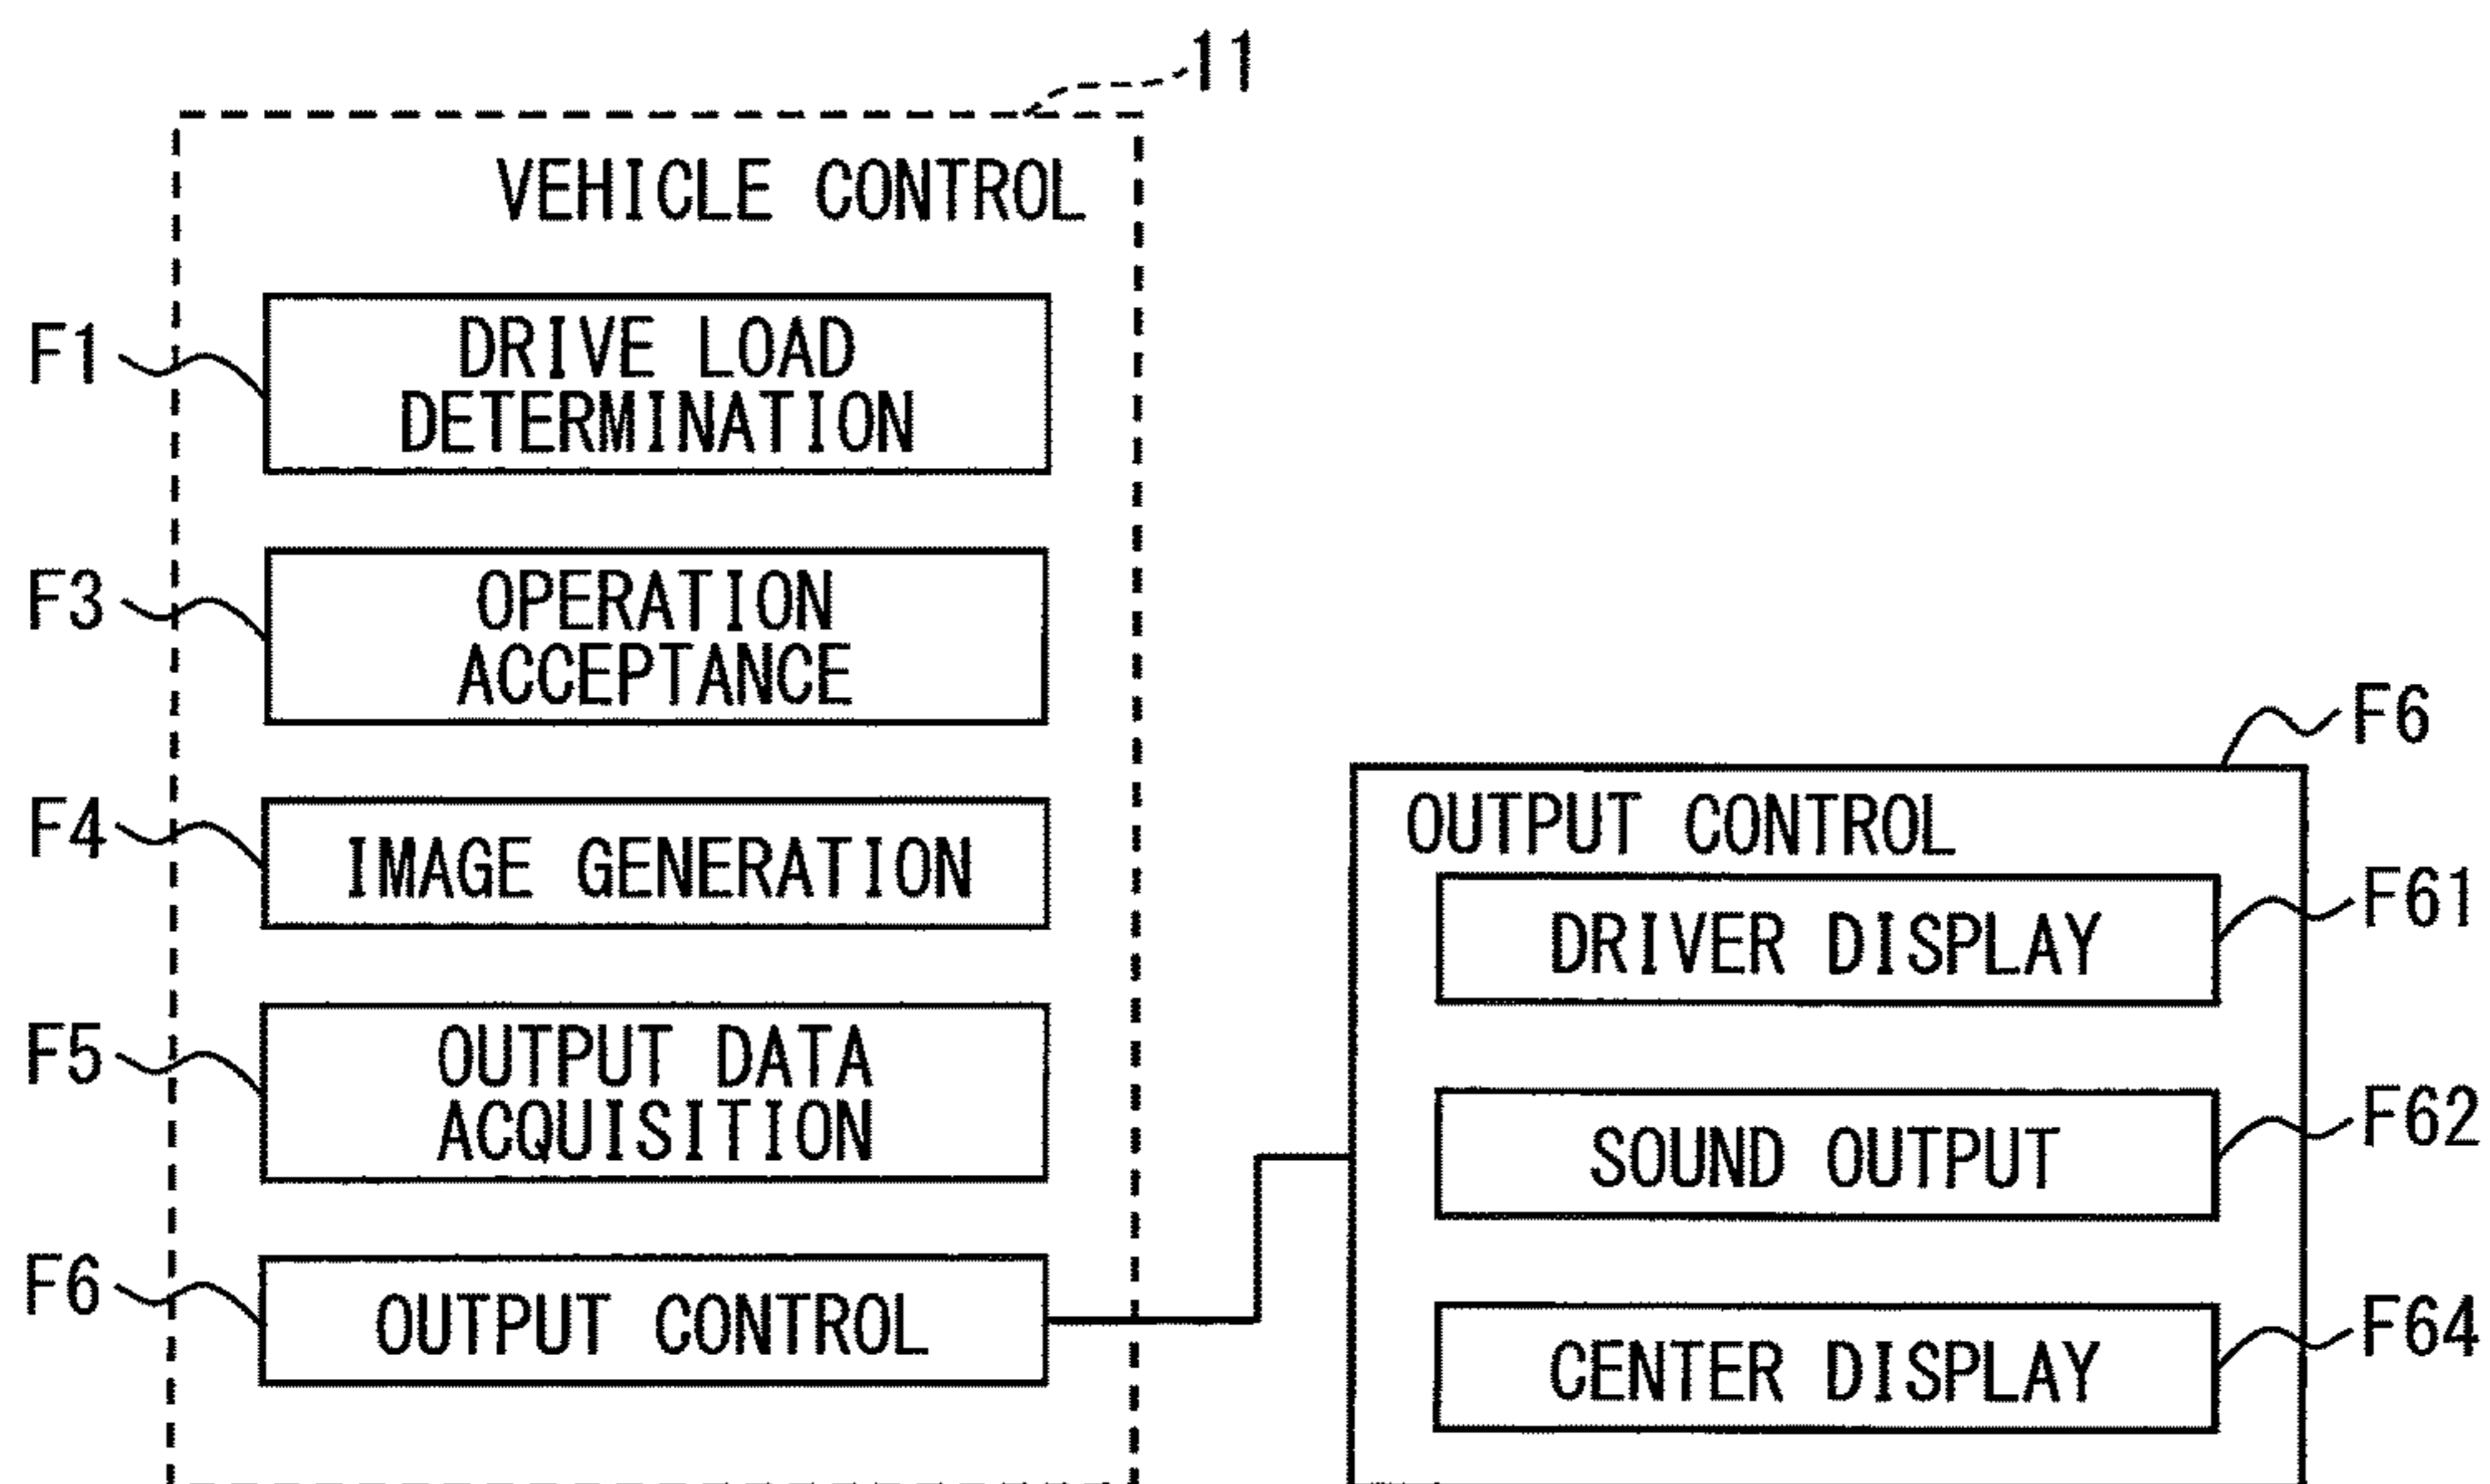 11
VEHICLE CONTROL
F1
DRIVE LOAD
DETERMINATION
F3
OPERATION
ACCEPTANCE
F4
IMAGE GENERATION
F5
OUTPUT DATA
ACQUISITION
F6
OUTPUT CONTROL
F6
OUTPUT CONTROL
DRIVER DISPLAY
F61
SOUND OUTPUT
F62
CENTER DISPLAY
F64